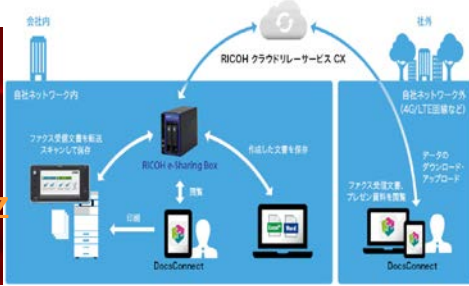 会社内
社外
RICOH クラウドリレーサービス CX
自社ネットワーク内
自社ネットワーク外
(4G/LTE回線など)
ファクス受信文書を転送
スキャンして保存
RICOH e-Sharing Box
作成した文書を保存
データの
ダウンロード・
アップロード
ファクス受信文書、
プレゼン資料を閲覧
閲覧
印刷
Excel
Word
DocsConnect
DocsConnect